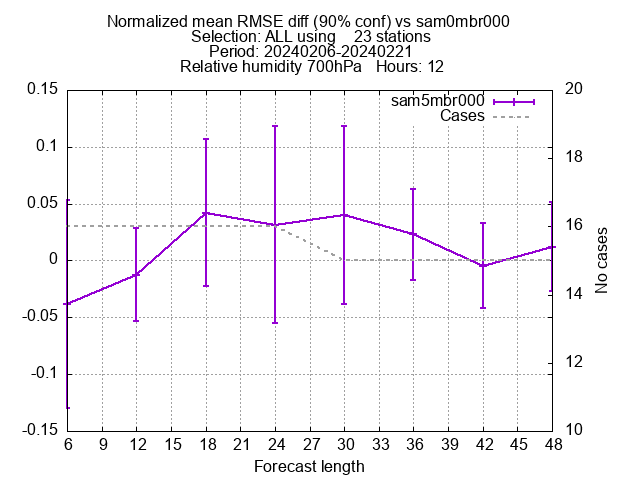 Normalized mean RMSE diff (90% conf) vs sam0mbr000
Selection: ALL using    23 stations
Period: 20240206-20240221
Relative humidity 700hPa   Hours: 12
sam5mbr000
Cases
0.15
0.1
0.05
0
-0.05
-0.1
-0.15
20
18
16
14
12
10
No cases
6 9 12 15 18 21 24 27 30 33 36 39 42 45 48
Forecast length